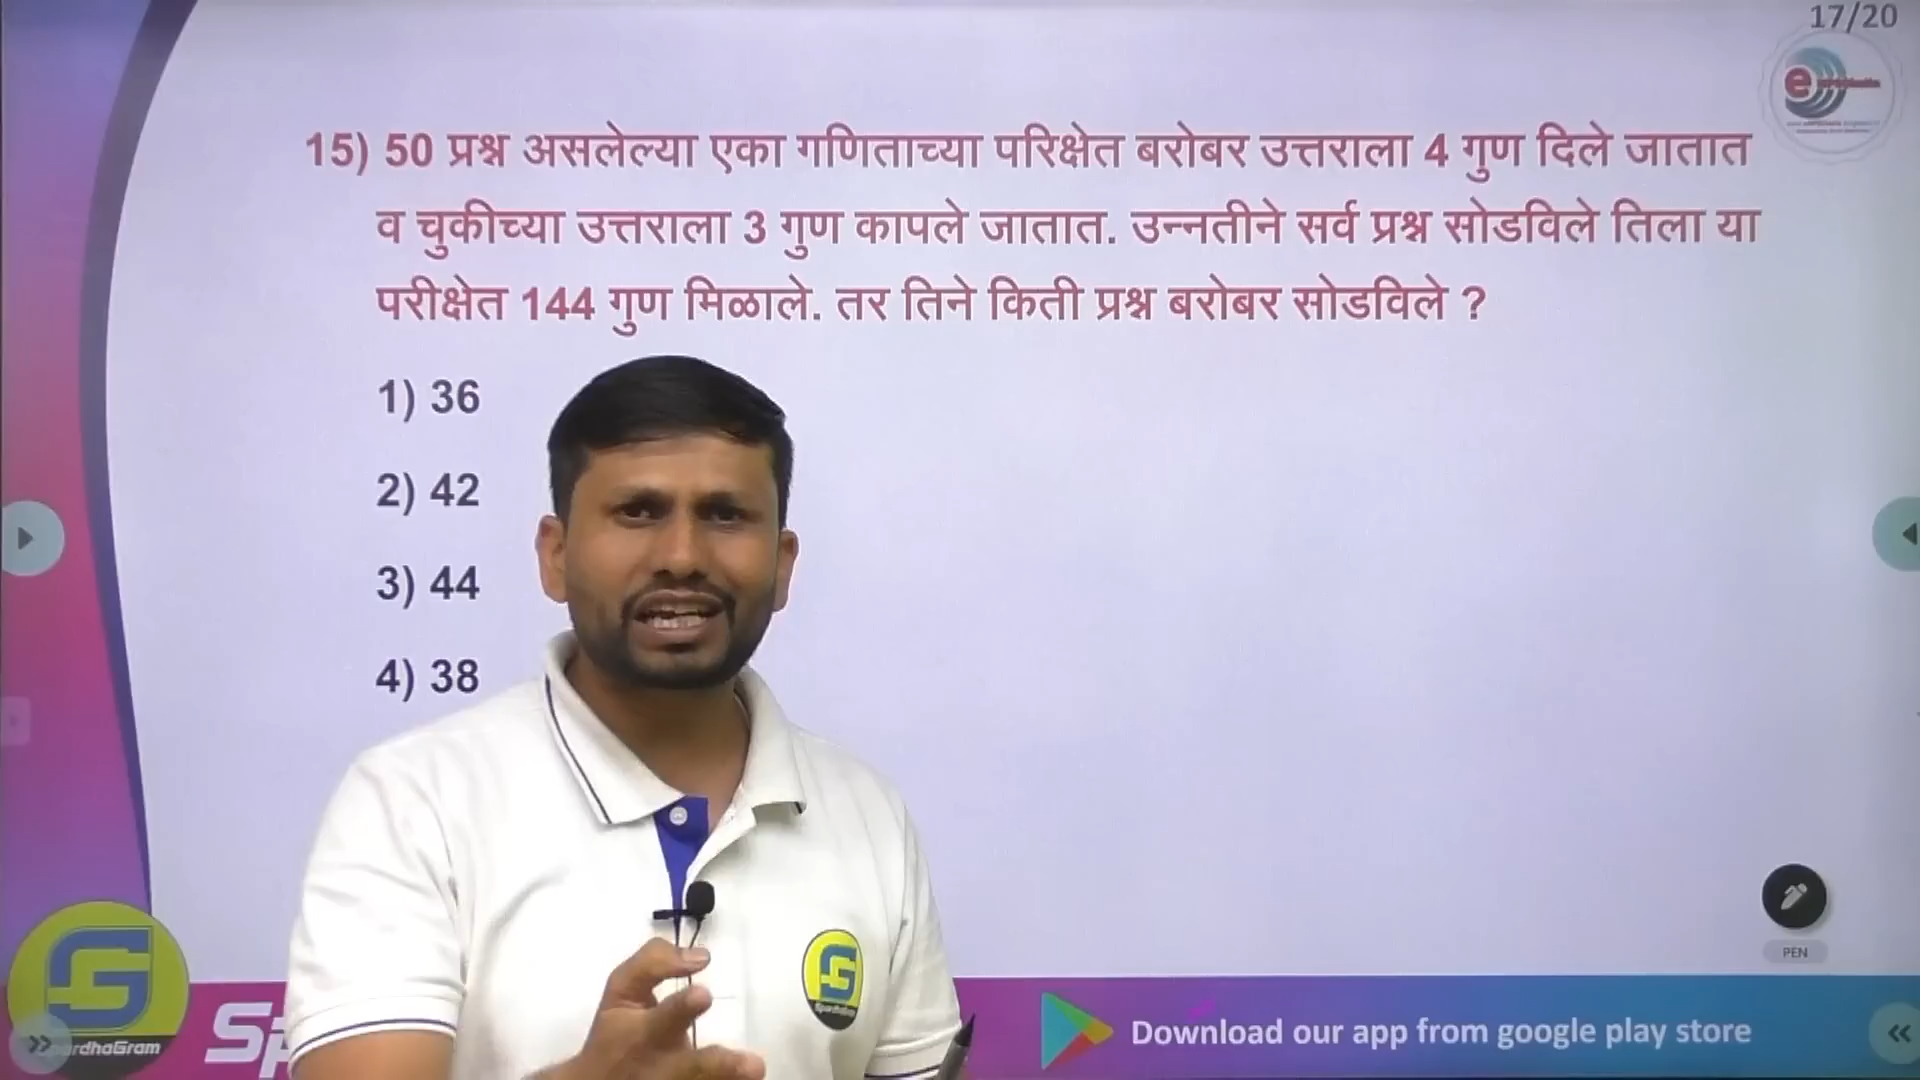 17/20
15) 50 प्रश्न असलेल्या एका गणिताच्या परिक्षेत बरोबर उत्तराला 4 गुण दिले जातात
व चुकीच्या उत्तराला 3 गुण कापले जातात. उन्नतीने सर्व प्रश्न सोडविले तिला या
परीक्षेत 144 गुण मिळाले. तर तिने किती प्रश्न बरोबर सोडविले ?
1) 36
2) 42
3) 44
4) 38
PEN
Download our app from google play store